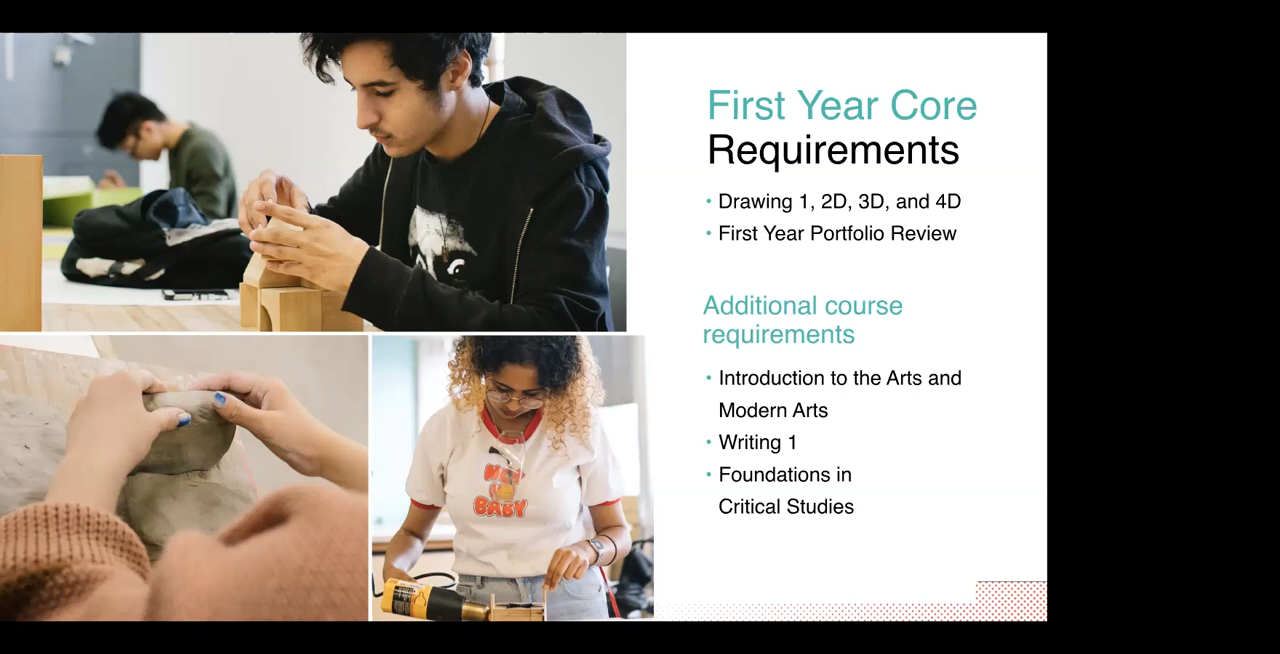 First Year Core
Requirements
• Drawing 1, 2D, 3D, and 4D
• First Year Portfolio Review
Additional course
requirements
• Introduction to the Arts and
Modern Arts
• Writing 1
• Foundations in
Critical Studies
BABY